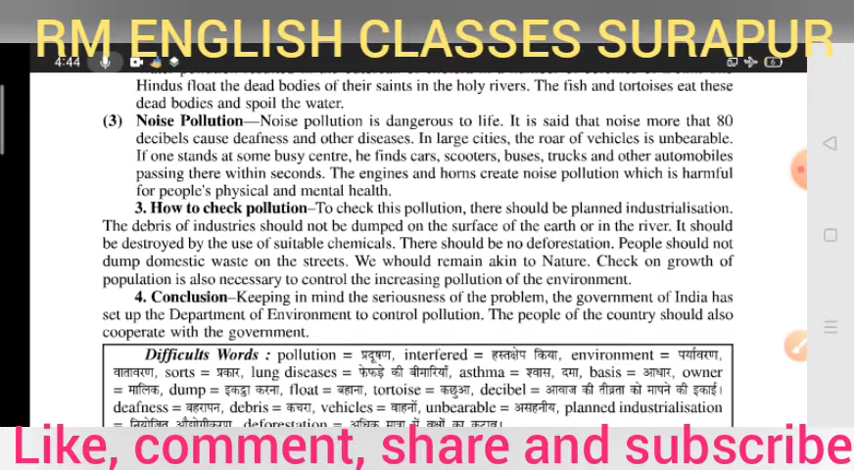 RM ENGLISH CLASSES SURAPUR
4:44
Hindus float the dead bodies of their saints in the holy rivers. The fish and tortoises eat these
dead bodies and spoil the water.
(3) Noise Pollution—Noise pollution is dangerous to life. It is said that noise more that 80
decibels cause deafness and other diseases. In large cities, the roar of vehicles is unbearable.
If one stands at some busy centre, he finds cars, scooters, buses, trucks and other automobiles
passing there within seconds. The engines and horns create noise pollution which is harmful
for people's physical and mental health.
3. How to check pollution–To check this pollution, there should be planned industrialisation.
The debris of industries should not be dumped on the surface of the earth or in the river. It should
be destroyed by the use of suitable chemicals. There should be no deforestation. People should not
dump domestic waste on the streets. We whould remain akin to Nature. Check on growth of
population is also necessary to control the increasing pollution of the environment.
4. Conclusion–Keeping in mind the seriousness of the problem, the government of India has
set up the Department of Environment to control pollution. The people of the country should also
cooperate with the government.
Difficults Words : pollution = प्रदूषण, interfered = हस्तक्षेप किया, environment = पर्यावरण,
वातावरण, sorts = प्रकार, lung diseases = फेफड़े की बीमारियाँ, asthma = श्वास, दमा, basis = आधार, owner
= मालिक, dump = इकट्ठा करना, float = बहाना, tortoise = कछुआ, decibel = आवाज की तीव्रता को मापने की इकाई।
deafness = बहरापन, debris = कचरा, vehicles = वाहनों, unbearable = असहनीय, planned industrialisation
= नियोजित औद्योगीकरण, deforestation = अधिक मात्रा में वृक्षों का कटाव।
Like, comment, share and subscribe